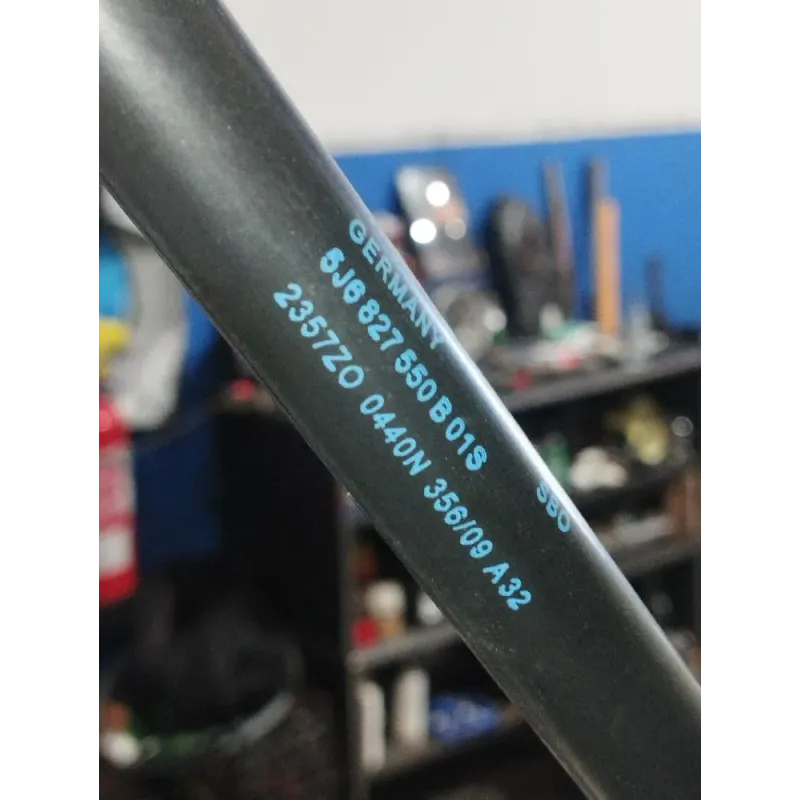 GERMANY
5J6 827 550 B 01S SBO
2357ZO 0440N 356/09 A32